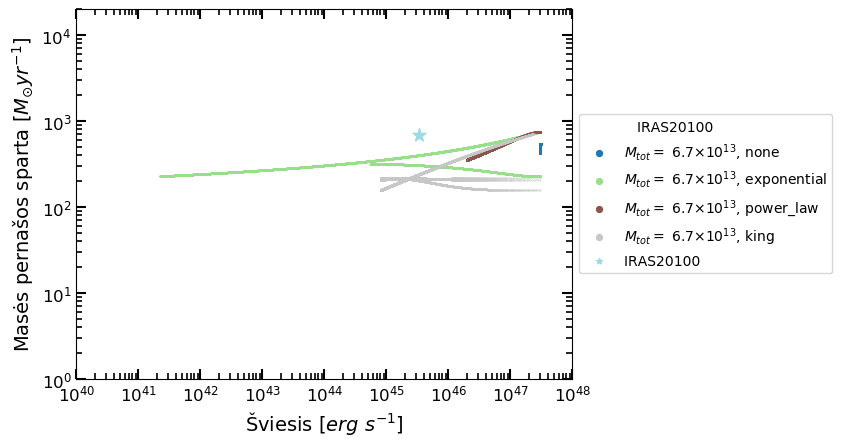 10^4
10^3
10^2
10^1
10^0
Masės pernašos sparta [M_⊙yr^−1]
10^40 10^41 10^42 10^43 10^44 10^45 10^46 10^47 10^48
Šviesis [erg s^−1]
IRAS20100
M_tot = 6.7×10^13, none
M_tot = 6.7×10^13, exponential
M_tot = 6.7×10^13, power_law
M_tot = 6.7×10^13, king
IRAS20100